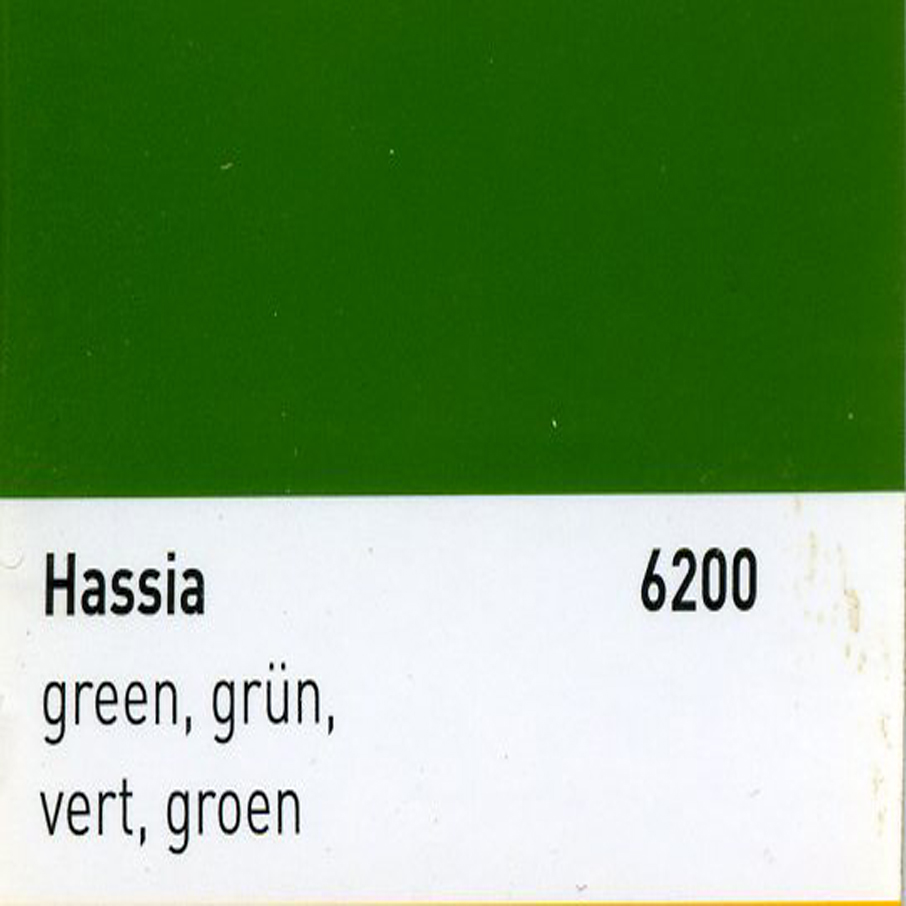 Hassia 6200
green, grün,
vert, groen